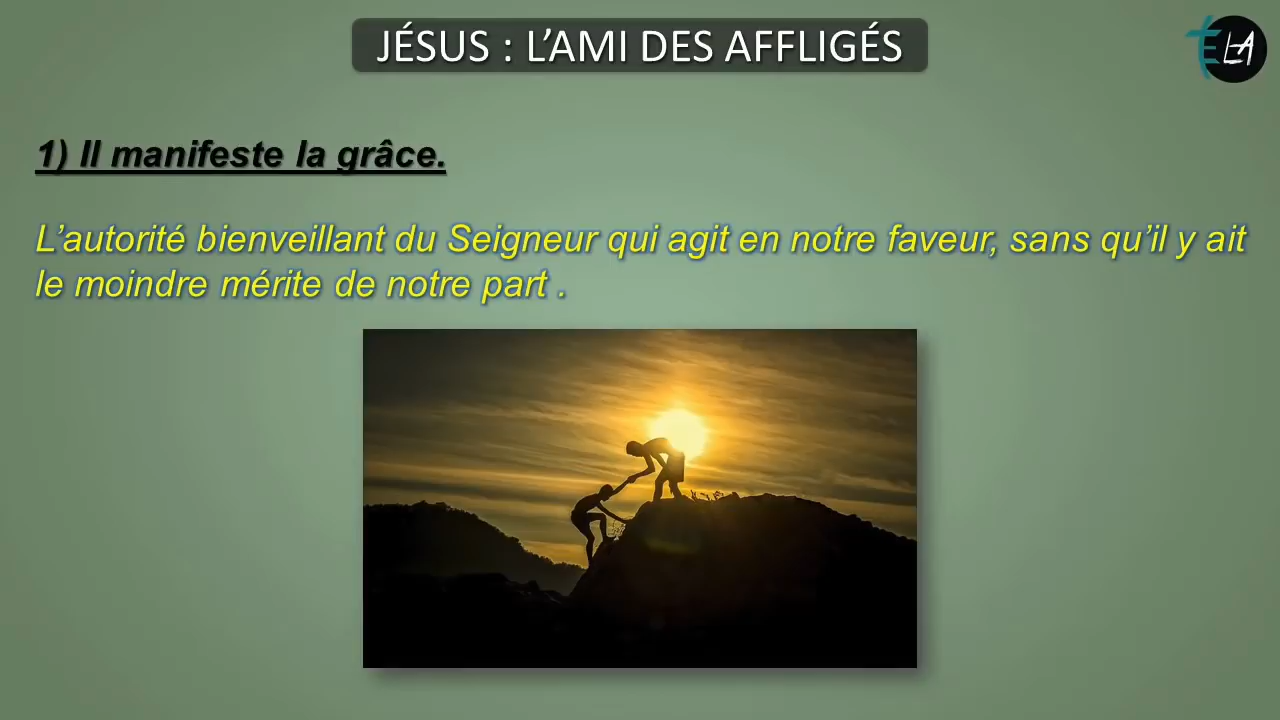 JÉSUS : L’AMI DES AFFLIGÉS
ÉLA
1) Il manifeste la grâce.
L’autorité bienveillant du Seigneur qui agit en notre faveur, sans qu’il y ait
le moindre mérite de notre part .